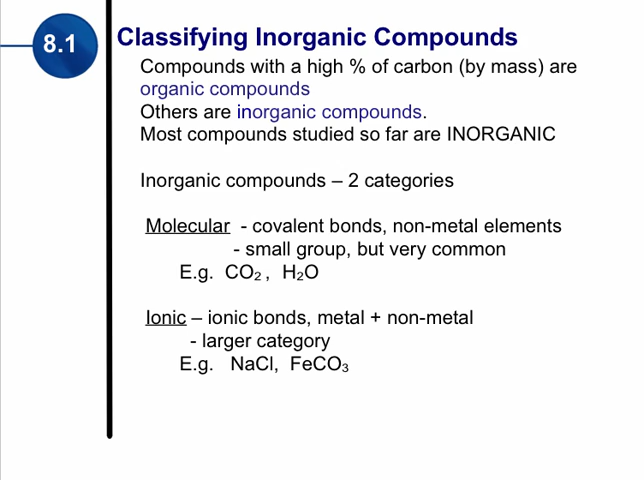 8.1
Classifying Inorganic Compounds
Compounds with a high % of carbon (by mass) are
organic compounds
Others are inorganic compounds.
Most compounds studied so far are INORGANIC
Inorganic compounds – 2 categories
Molecular - covalent bonds, non-metal elements
- small group, but very common
E.g. CO₂ , H₂O
Ionic – ionic bonds, metal + non-metal
- larger category
E.g. NaCl, FeCO₃